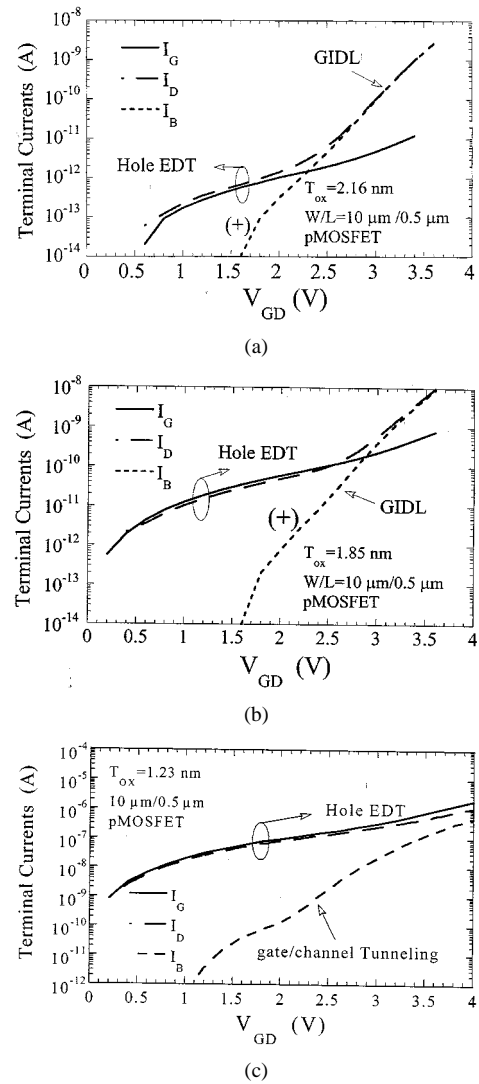 (a)
Terminal Currents (A)
10⁻⁸
10⁻⁹
10⁻¹⁰
10⁻¹¹
10⁻¹²
10⁻¹³
10⁻¹⁴
I_G
I_D
I_B
GIDL
Hole EDT
(+)
T_ox=2.16 nm
W/L=10 µm/0.5 µm
pMOSFET
0 0.5 1 1.5 2 2.5 3 3.5 4
V_GD (V)
(a)
Terminal Currents (A)
10⁻⁸
10⁻⁹
10⁻¹⁰
10⁻¹¹
10⁻¹²
10⁻¹³
10⁻¹⁴
I_G
I_D
I_B
Hole EDT
(+)
GIDL
T_ox=1.85 nm
W/L=10 µm/0.5 µm
pMOSFET
0 0.5 1 1.5 2 2.5 3 3.5 4
V_GD (V)
(b)
Terminal Currents (A)
10⁻⁴
10⁻⁵
10⁻⁶
10⁻⁷
10⁻⁸
10⁻⁹
10⁻¹⁰
10⁻¹¹
10⁻¹²
T_OX=1.23 nm
10 µm/0.5 µm
pMOSFET
Hole EDT
I_G
I_D
I_B
gate/channel Tunneling
0 0.5 1 1.5 2 2.5 3 3.5 4
V_GD (V)
(c)